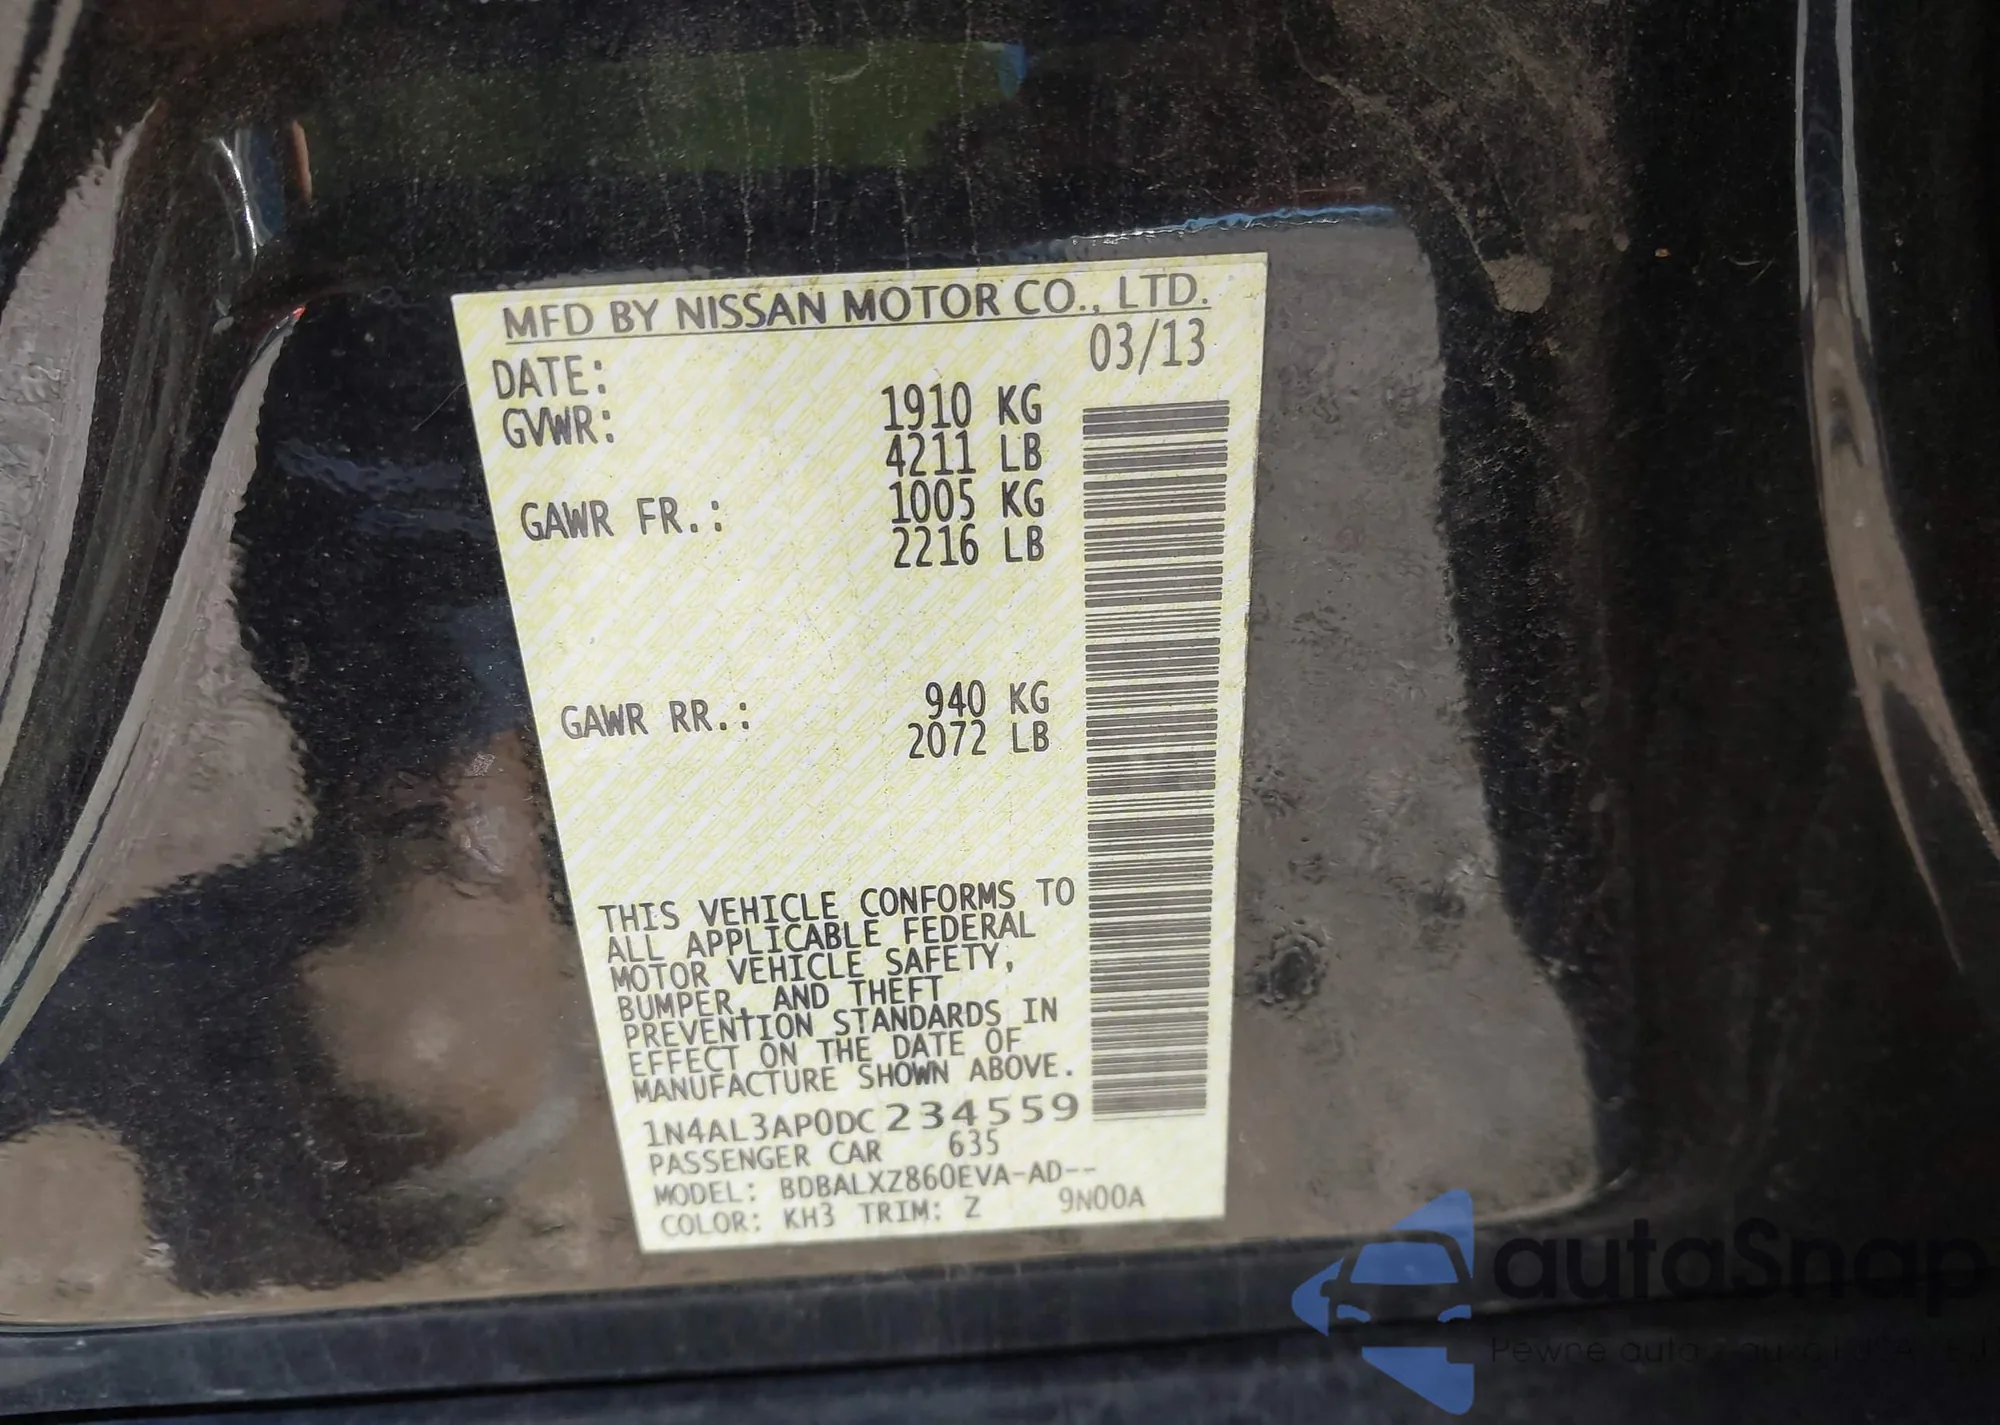 MFD BY NISSAN MOTOR CO., LTD.
DATE: 03/13
GVWR: 1910 KG
4211 LB
GAWR FR.: 1005 KG
2216 LB
GAWR RR.: 940 KG
2072 LB
THIS VEHICLE CONFORMS TO
ALL APPLICABLE FEDERAL
MOTOR VEHICLE SAFETY,
BUMPER, AND THEFT
PREVENTION STANDARDS IN
EFFECT ON THE DATE OF
MANUFACTURE SHOWN ABOVE.
1N4AL3AP0DC234559
PASSENGER CAR 635
MODEL: BDBALXZ860EVA-AD--
COLOR: KH3 TRIM: Z 9N00A
autaSnap
Pewne auta z